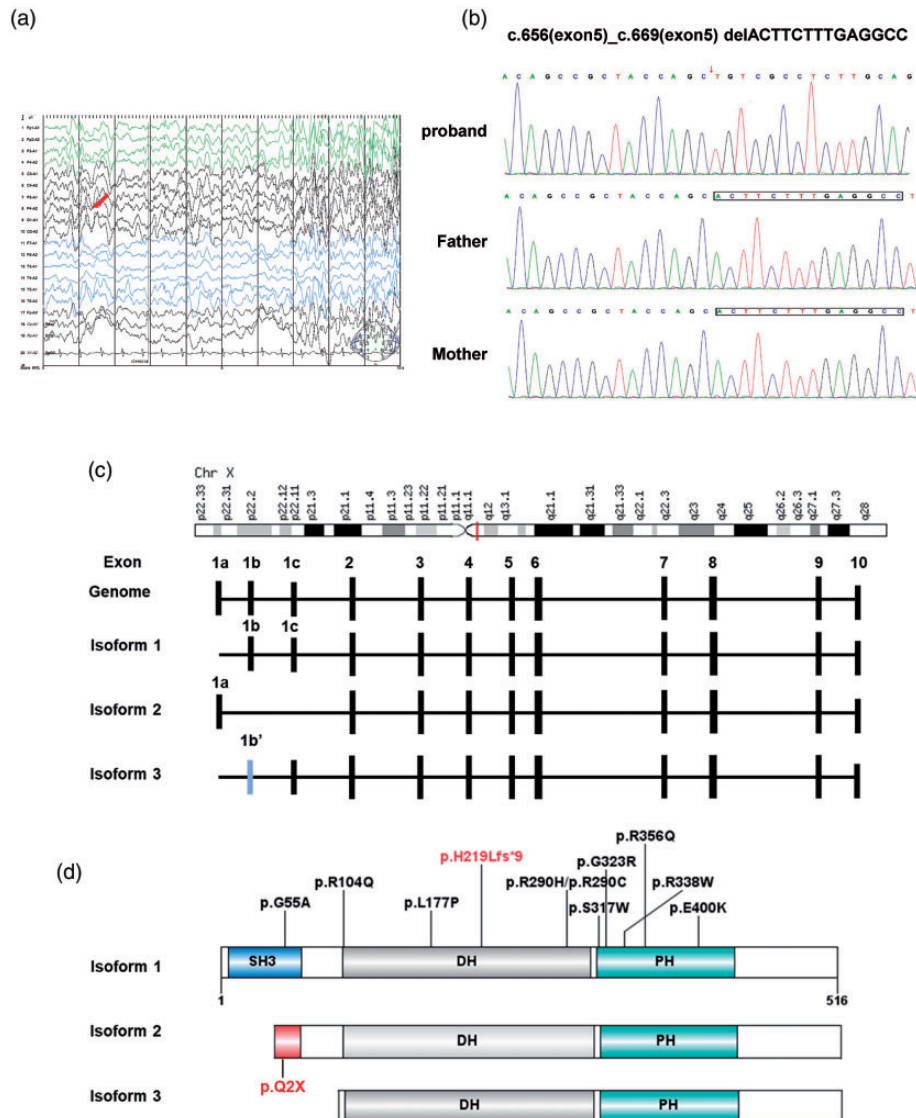 (a)
(b)
c.656(exon5)_c.669(exon5) delACTTCTTTGAGGCC
A C A G C C G C T A C C A G C T G T C G C C T C T T G C A G
proband
A C A G C C G C T A C C A G C A C T T C T T T G A G G C C T
Father
A C A G C C G C T A C C A G C A C T T C T T T G A G G C C T
Mother
(c)
Chr X
p22.33 p22.31 p22.2 p22.12 p22.11 p21.3 p21.1 p11.4 p11.3 p11.23 p11.22 p11.21 p11.1 q11.1 q12 q13.1 q21.1 q21.31 q21.33 q22.1 q22.3 q23 q24 q25 q26.2 q26.3 q27.1 q27.3 q28
Exon 1a 1b 1c 2 3 4 5 6 7 8 9 10
Genome
1b 1c
Isoform 1
1a
Isoform 2
1b'
Isoform 3
(d)
p.R356Q
p.H219Lfs*9 p.G323R
p.R104Q p.R290H/p.R290C p.R338W
p.G55A p.L177P p.S317W p.E400K
Isoform 1 SH3 DH PH
1 516
Isoform 2 DH PH
p.Q2X
Isoform 3 DH PH